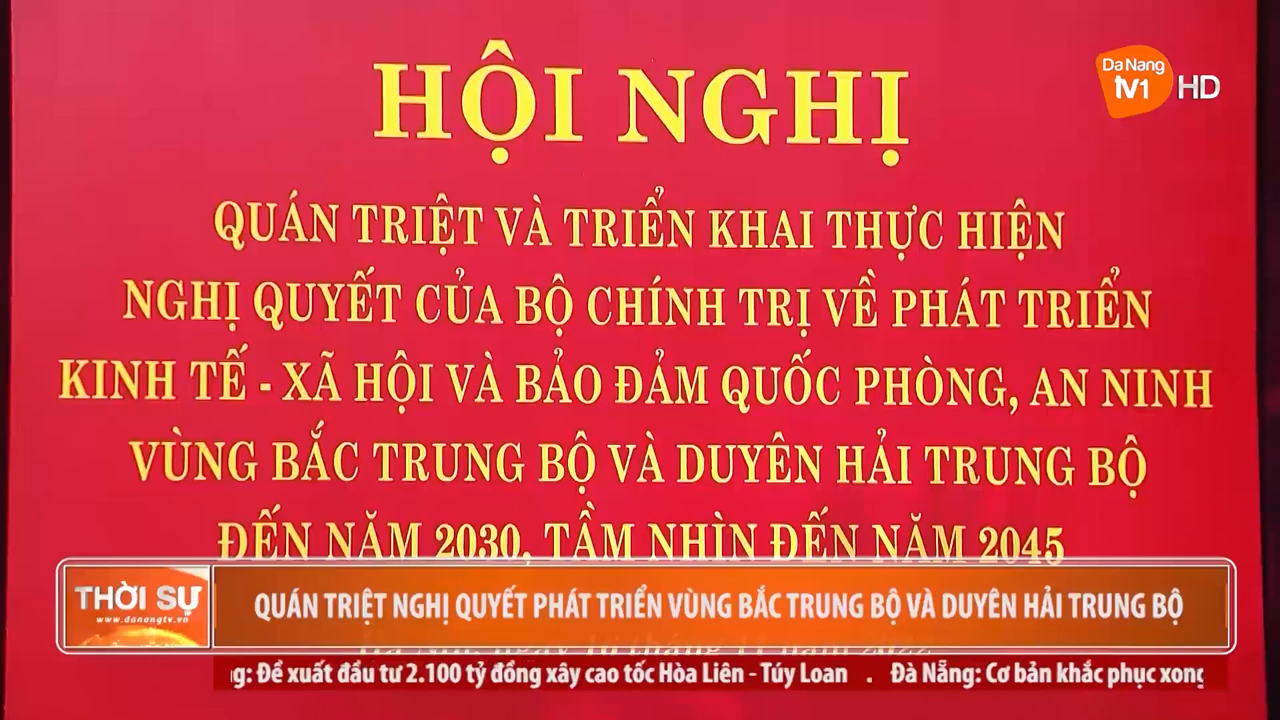 HỘI NGHỊ
Da Nang
TV1 HD
QUÁN TRIỆT VÀ TRIỂN KHAI THỰC HIỆN
NGHỊ QUYẾT CỦA BỘ CHÍNH TRỊ VỀ PHÁT TRIỂN
KINH TẾ - XÃ HỘI VÀ BẢO ĐẢM QUỐC PHÒNG, AN NINH
VÙNG BẮC TRUNG BỘ VÀ DUYÊN HẢI TRUNG BỘ
ĐẾN NĂM 2030, TẦM NHÌN ĐẾN NĂM 2045
THỜI SỰ
www.danangtv.vn
QUÁN TRIỆT NGHỊ QUYẾT PHÁT TRIỂN VÙNG BẮC TRUNG BỘ VÀ DUYÊN HẢI TRUNG BỘ
ng: Đề xuất đầu tư 2.100 tỷ đồng xây cao tốc Hòa Liên - Túy Loan . Đà Nẵng: Cơ bản khắc phục xong